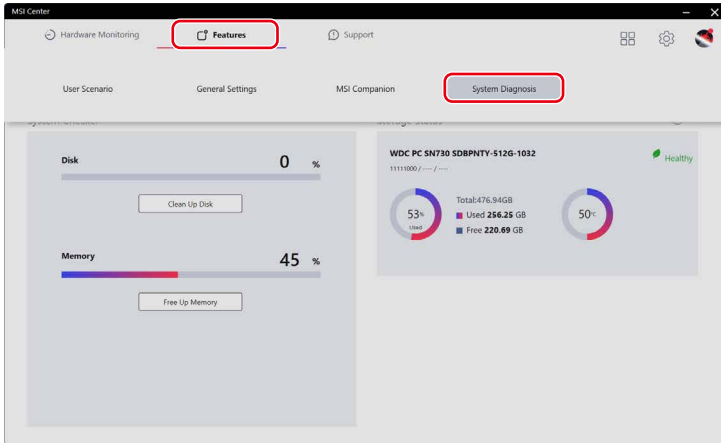 MSI Center
Hardware Monitoring Features Support
User Scenario General Settings MSI Companion System Diagnosis
Disk 0 %
Clean Up Disk
Memory 45 %
Free Up Memory
WDC PC SN730 SDBPNTY-512G-1032
Healthy
53%
Used
Total:476.94GB
Used 256.25 GB
Free 220.69 GB
50°C